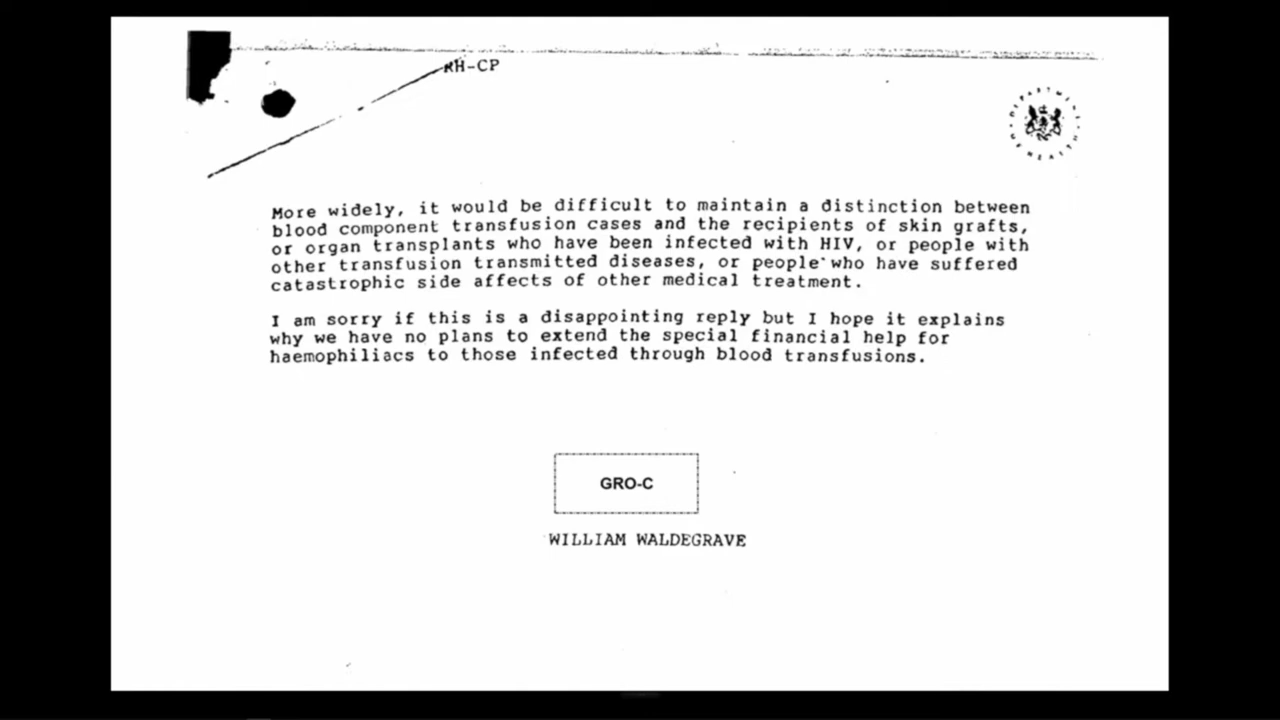 RH-CP
DEPARTMENT OF HEALTH
More widely, it would be difficult to maintain a distinction between
blood component transfusion cases and the recipients of skin grafts,
or organ transplants who have been infected with HIV, or people with
other transfusion transmitted diseases, or people who have suffered
catastrophic side affects of other medical treatment.
I am sorry if this is a disappointing reply but I hope it explains
why we have no plans to extend the special financial help for
haemophiliacs to those infected through blood transfusions.
GRO-C
WILLIAM WALDEGRAVE